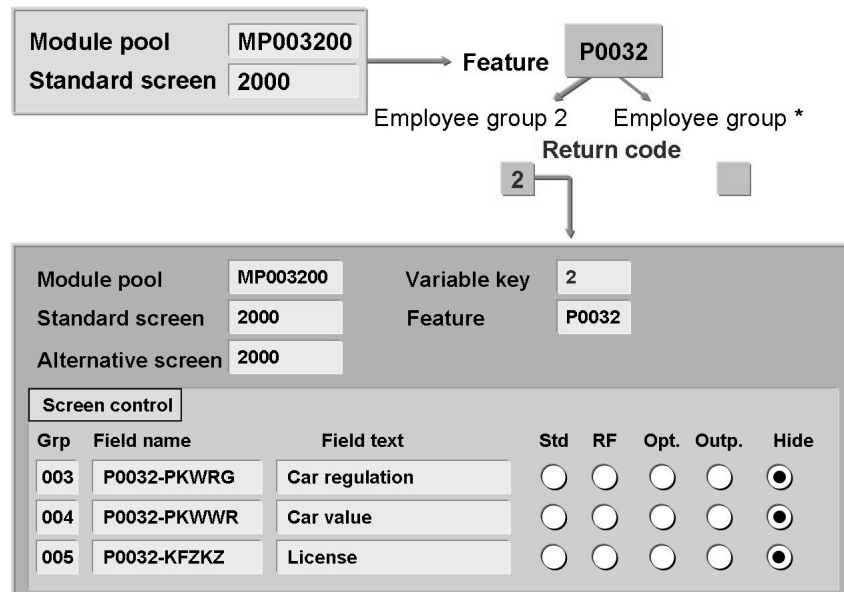 Module pool MP003200
Standard screen 2000
Feature P0032
Employee group 2 Employee group *
Return code
2
Module pool MP003200 Variable key 2
Standard screen 2000 Feature P0032
Alternative screen 2000
Screen control
Grp Field name Field text Std RF Opt. Outp. Hide
003 P0032-PKWRG Car regulation
004 P0032-PKWWR Car value
005 P0032-KFZKZ License